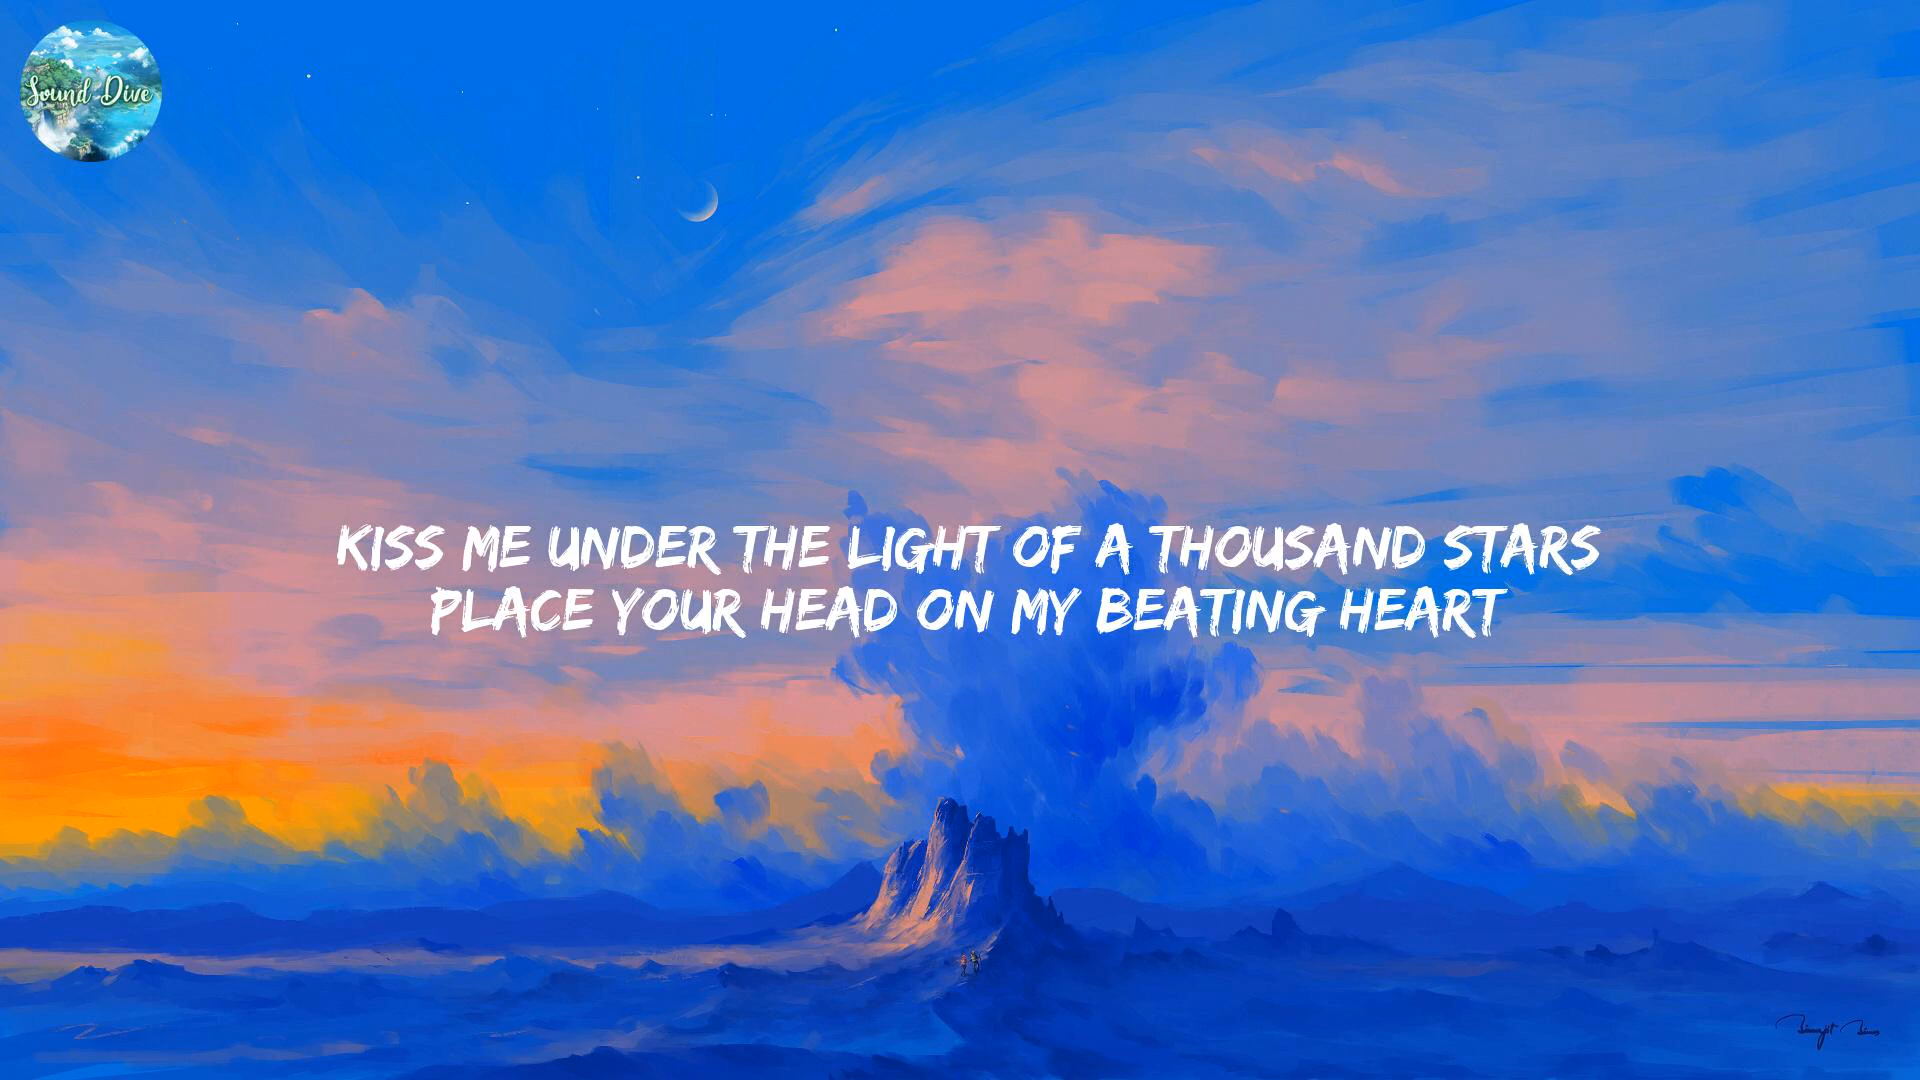 Sound Dive
KISS ME UNDER THE LIGHT OF A THOUSAND STARS
PLACE YOUR HEAD ON MY BEATING HEART